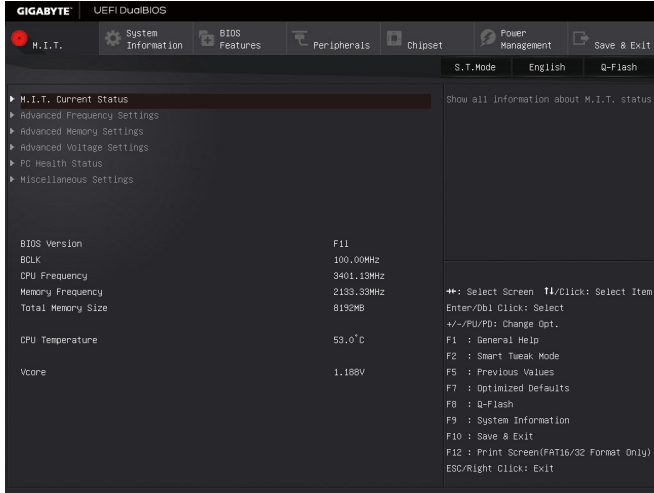 GIGABYTE™ UEFI DualBIOS
M.I.T.
System Information
BIOS Features
Peripherals
Chipset
Power Management
Save & Exit
S.T.Mode English Q-Flash
M.I.T. Current Status
Advanced Frequency Settings
Advanced Memory Settings
Advanced Voltage Settings
PC Health Status
Miscellaneous Settings
Show all information about M.I.T. status
BIOS Version F11
BCLK 100.00MHz
CPU Frequency 3401.13MHz
Memory Frequency 2133.33MHz
Total Memory Size 8192MB
CPU Temperature 53.0°C
Vcore 1.188V
→←: Select Screen ↑↓/Click: Select Item
Enter/Dbl Click: Select
+/-/PU/PD: Change Opt.
F1 : General Help
F2 : Smart Tweak Mode
F5 : Previous Values
F7 : Optimized Defaults
F8 : Q-Flash
F9 : System Information
F10 : Save & Exit
F12 : Print Screen(FAT16/32 Format Only)
ESC/Right Click: Exit